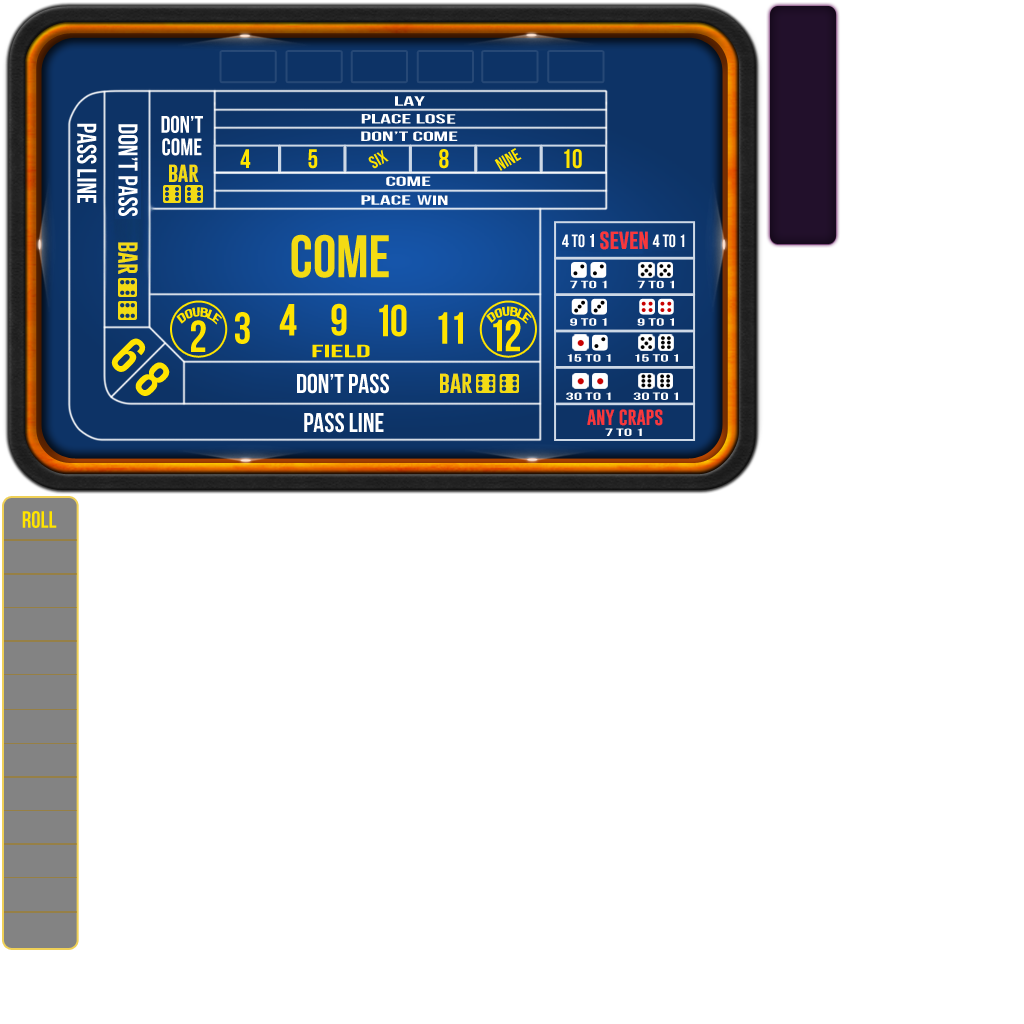 LAY
PLACE LOSE
DON'T COME
4 5 SIX 8 NINE 10
COME
PLACE WIN
PASS LINE
DON'T PASS
BAR
DON'T
COME
BAR
COME
DOUBLE
2
3 4 9 10 11
DOUBLE
12
FIELD
6
8
DON'T PASS BAR
PASS LINE
4 TO 1 SEVEN 4 TO 1
7 TO 1 7 TO 1
9 TO 1 9 TO 1
15 TO 1 15 TO 1
30 TO 1 30 TO 1
ANY CRAPS
7 TO 1
ROLL